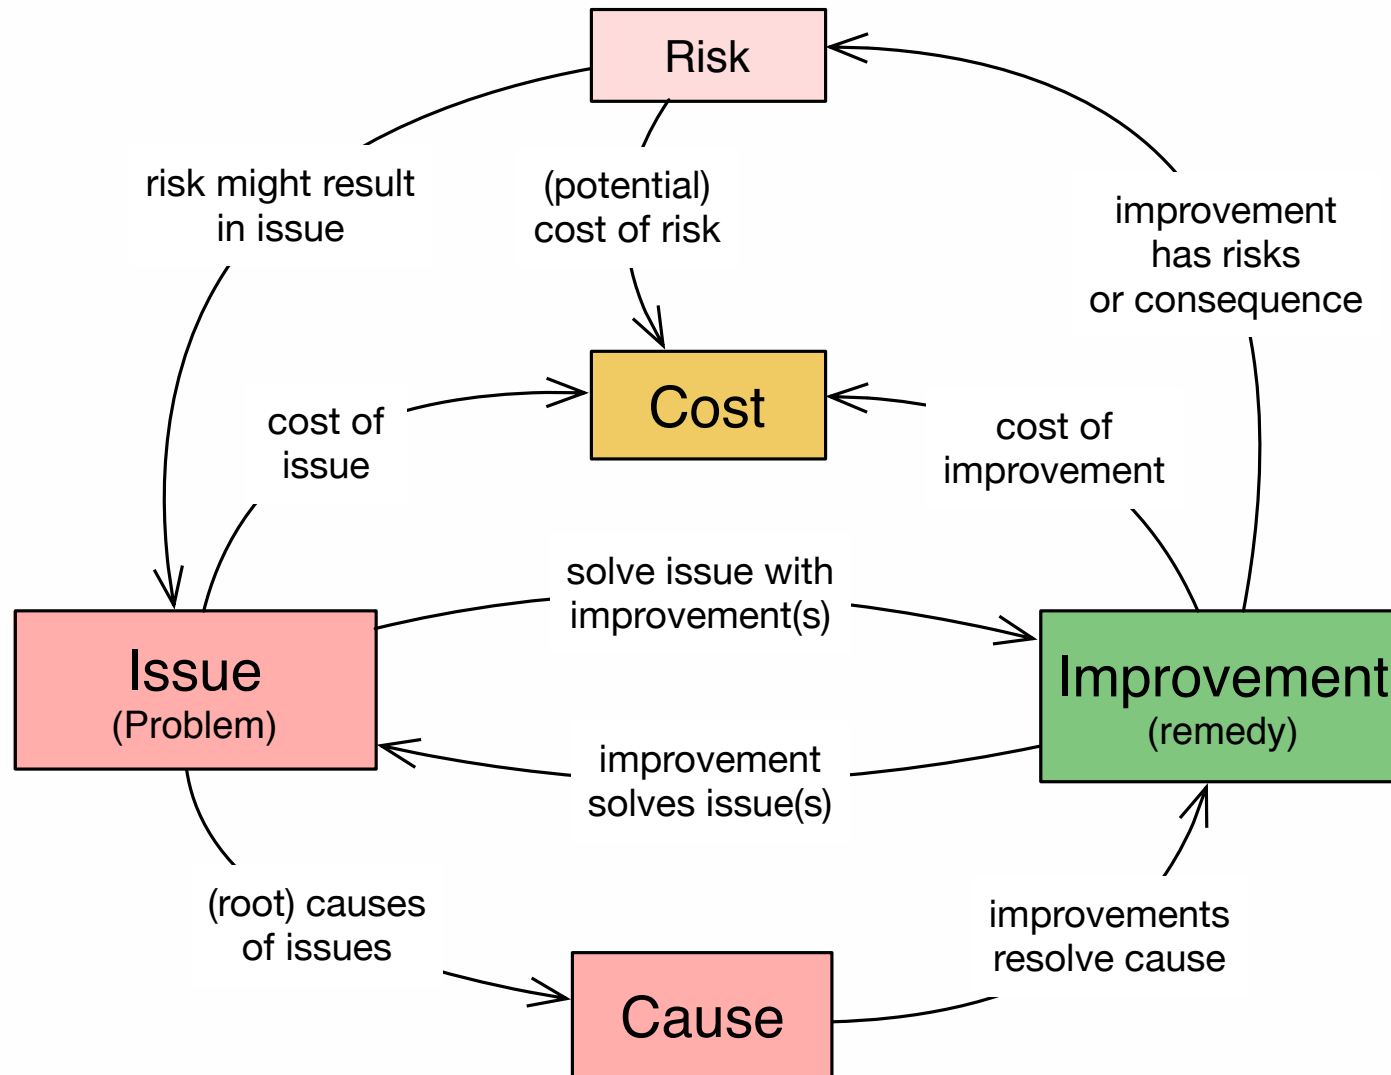 Risk
risk might result
in issue
(potential)
cost of risk
improvement
has risks
or consequence
Cost
cost of
issue
cost of
improvement
solve issue with
improvement(s)
Issue
(Problem)
Improvement
(remedy)
improvement
solves issue(s)
(root) causes
of issues
improvements
resolve cause
Cause